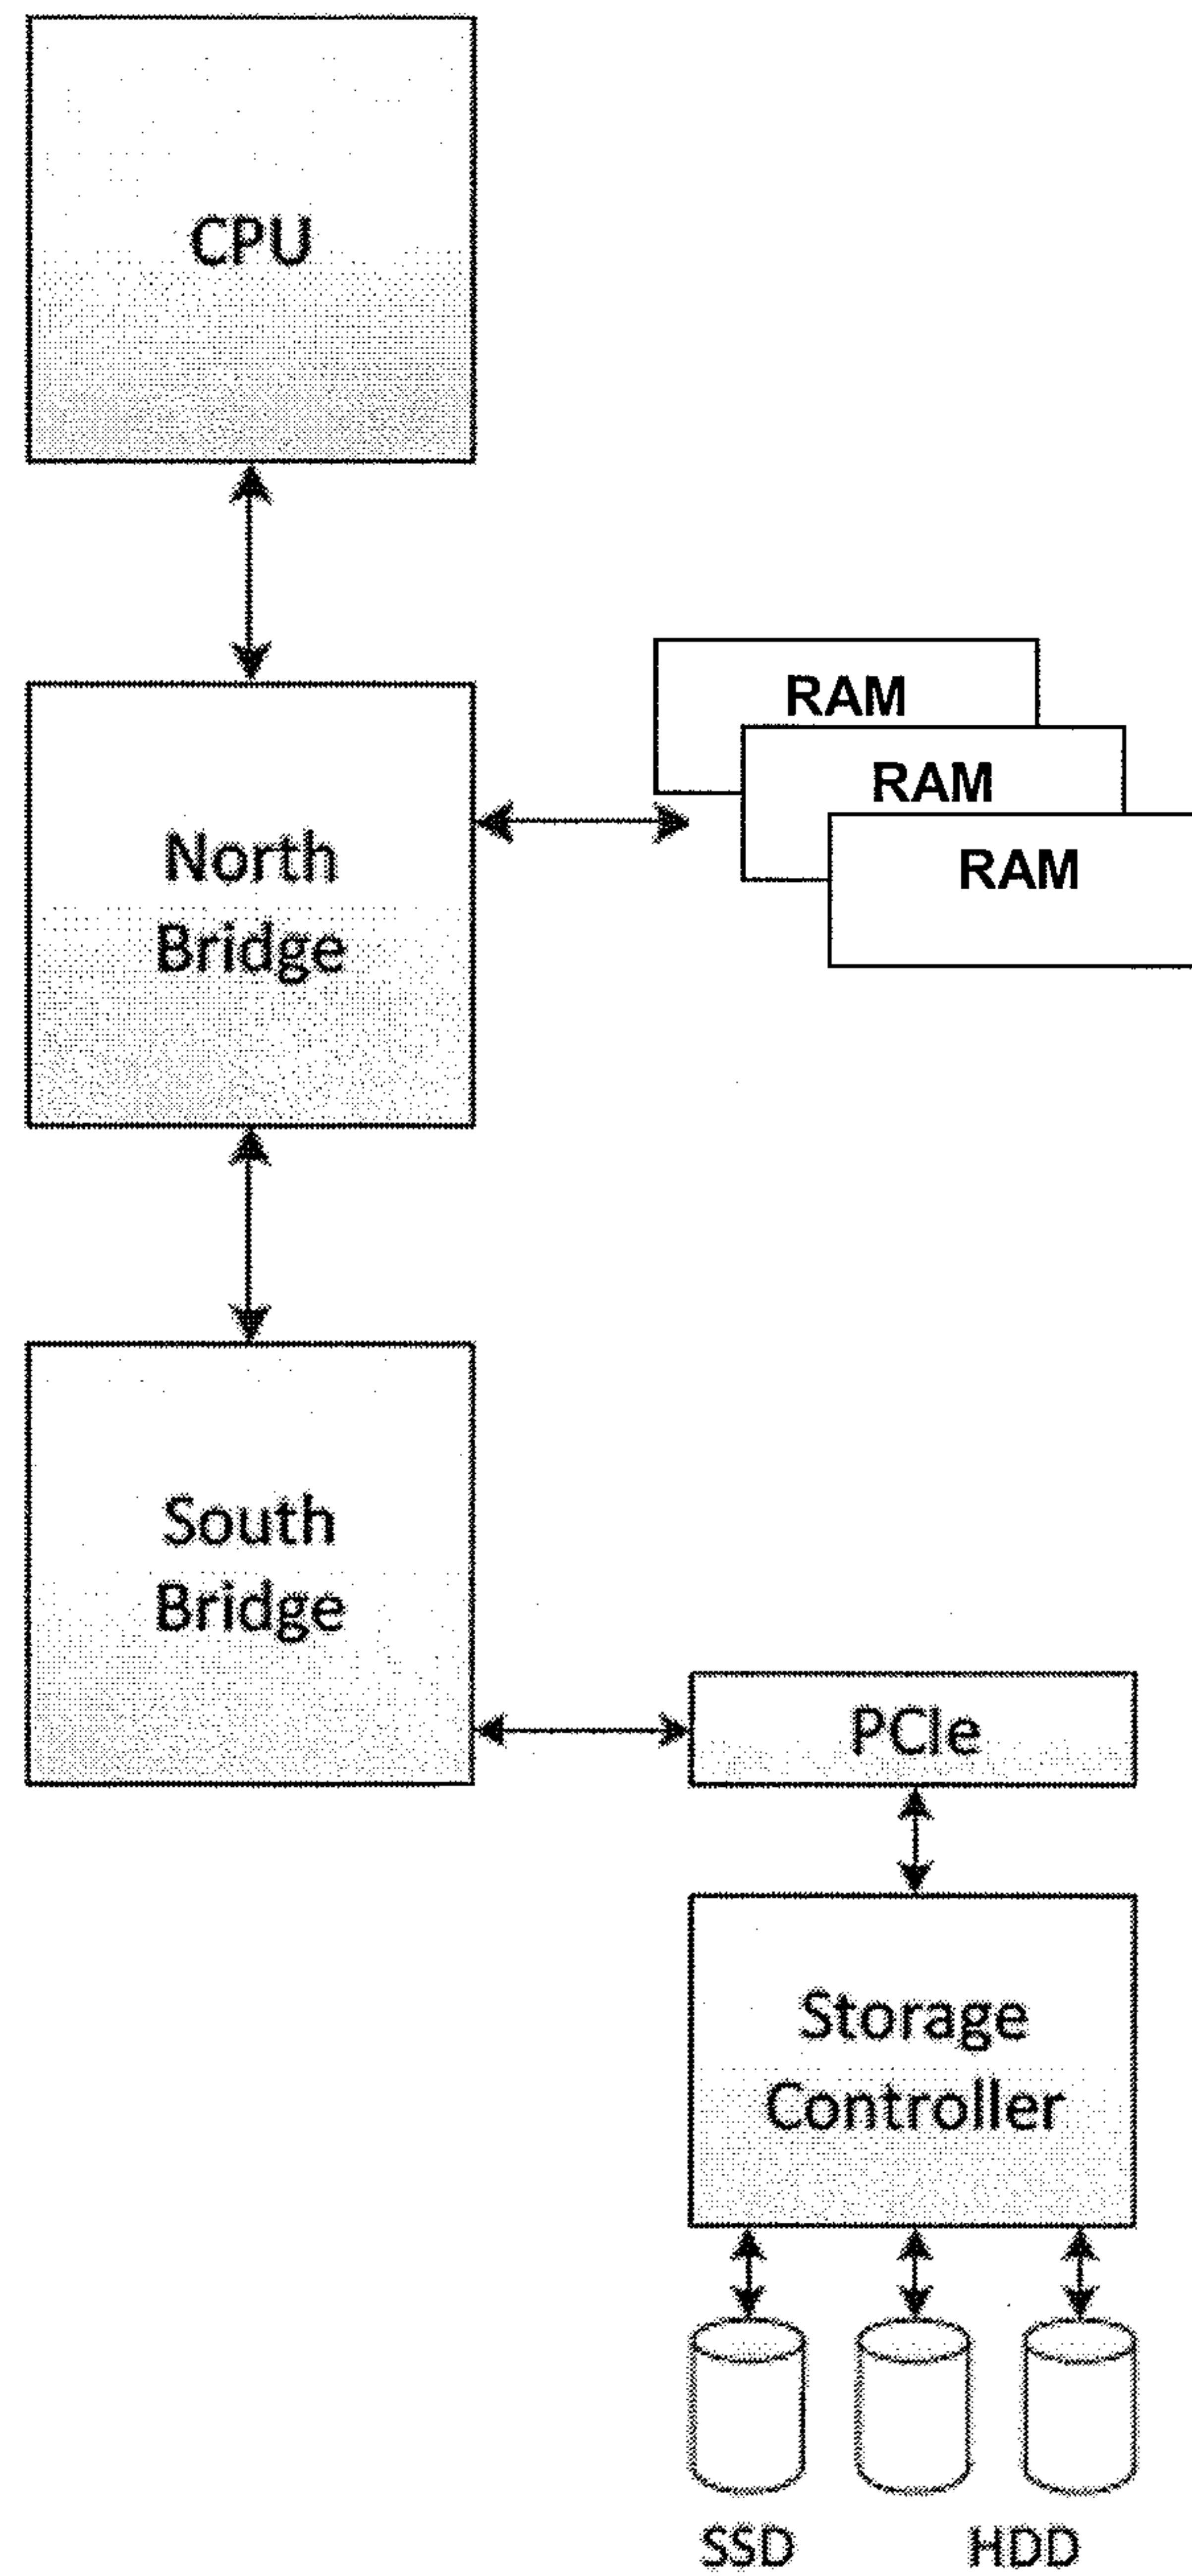 CPU
RAM
RAM
RAM
North
Bridge
South
Bridge
PCIe
Storage
Controller
SSD
HDD